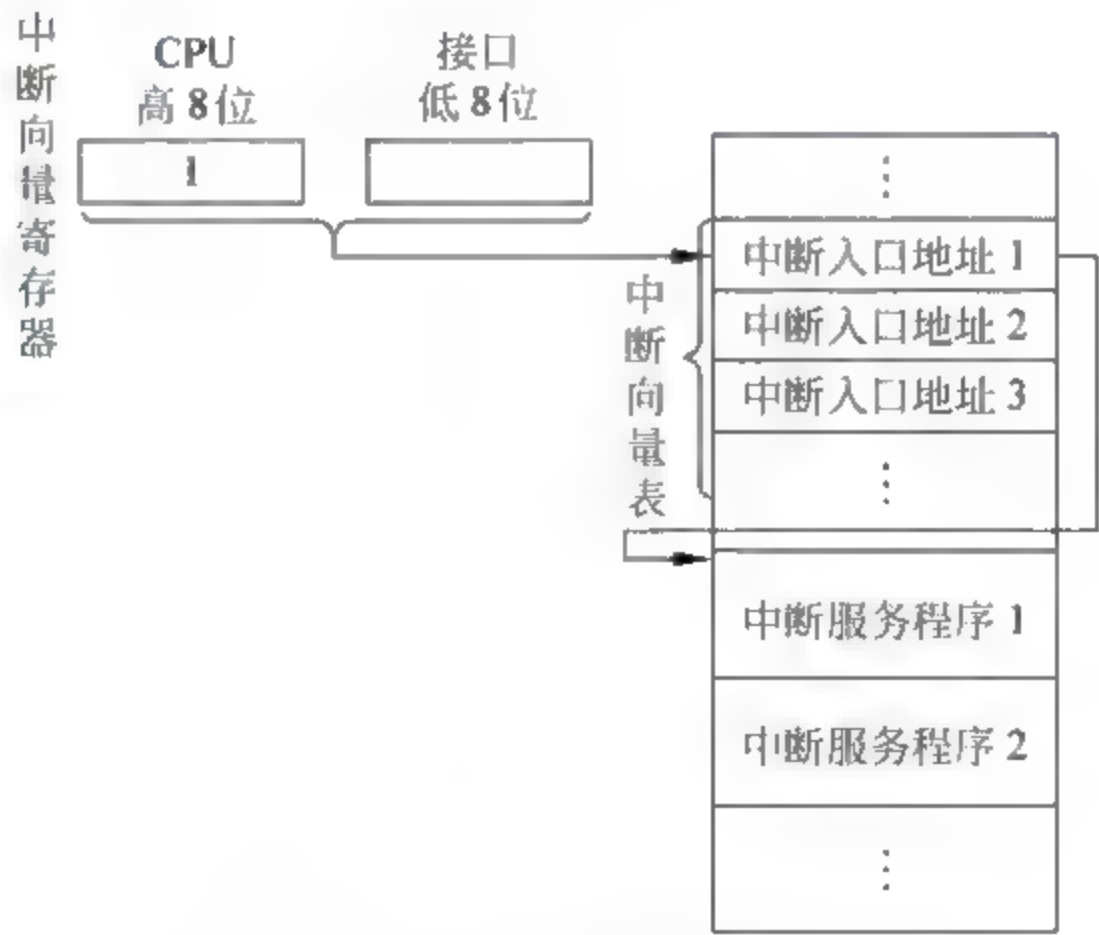 中断向量寄存器
CPU
高8位
接口
低8位
1
⋮
中断入口地址 1
中断入口地址 2
中断入口地址 3
⋮
中断向量表
中断服务程序 1
中断服务程序 2
⋮